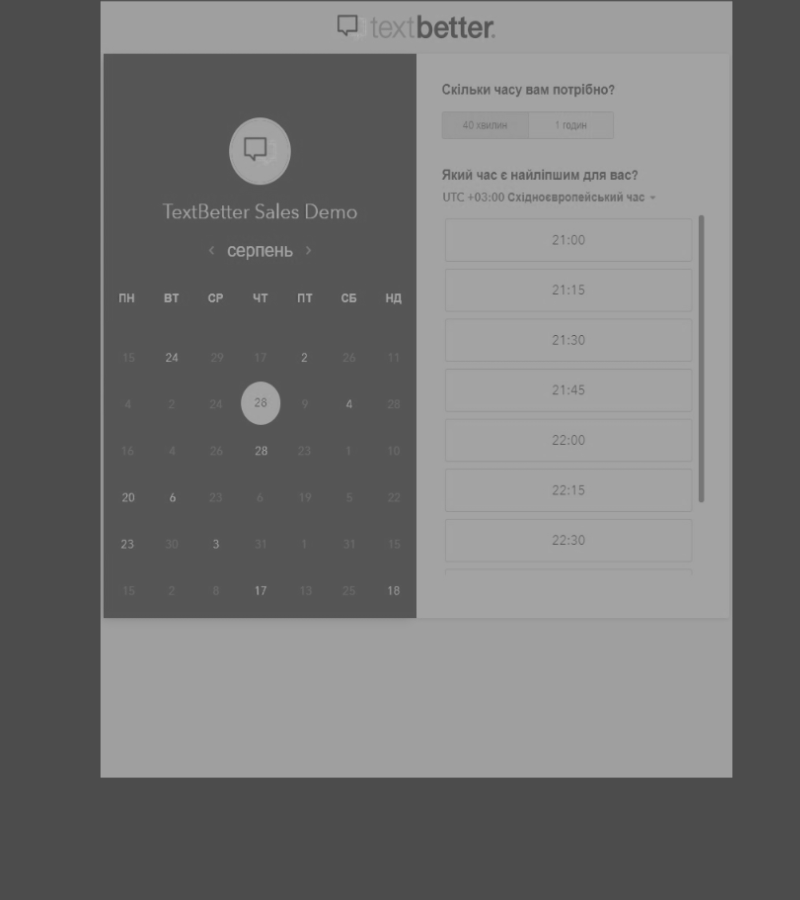 textbetter.
TextBetter Sales Demo
серпень
ПН ВТ СР ЧТ ПТ СБ НД
15 24 29 17 2 26 11
4 2 24 28 9 4 28
16 4 26 28 23 1 10
20 6 23 6 19 5 22
23 30 3 31 1 31 15
15 2 8 17 13 25 18
Скільки часу вам потрібно?
40 хвилин 1 годин
Який час є найліпшим для вас?
UTC +03:00 Східноєвропейський час
21:00
21:15
21:30
21:45
22:00
22:15
22:30